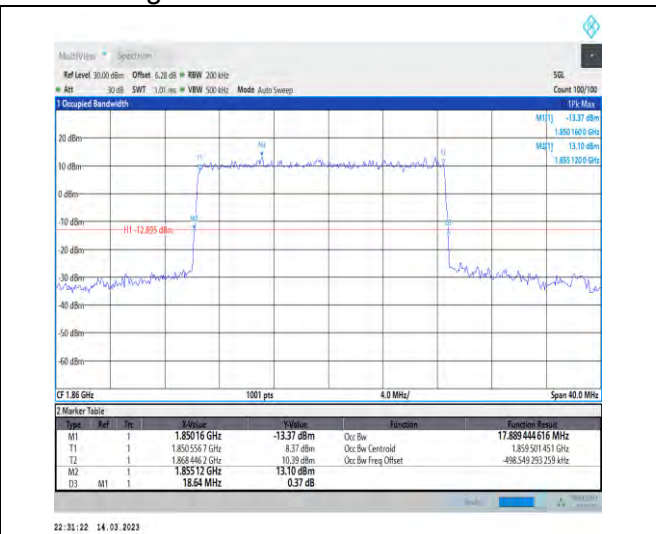 MultiView Spectrum
Ref Level 30.00 dBm Offset 6.28 dB RBW 200 kHz SGL
Att 30 dB SWT 1.01 ms VBW 500 kHz Mode Auto Sweep Count 100/100
1 Occupied Bandwidth 1Pk Max
M1[1] -13.37 dBm
1.850 160 0 GHz
M2[1] 13.10 dBm
1.855 120 0 GHz
20 dBm
M2
T1
T2
10 dBm
0 dBm
-10 dBm
M1
D3
H1 -12.895 dBm
-20 dBm
-30 dBm
-40 dBm
-50 dBm
-60 dBm
CF 1.86 GHz 1001 pts 4.0 MHz/ Span 40.0 MHz
2 Marker Table
Type Ref Trc X-Value Y-Value Function Function Result
M1 1 1.85016 GHz -13.37 dBm Occ Bw 17.889 444 616 MHz
T1 1 1.850 556 7 GHz 8.37 dBm Occ Bw Centroid 1.859 501 451 GHz
T2 1 1.868 446 2 GHz 10.39 dBm Occ Bw Freq Offset -498.549 293 259 kHz
M2 1 1.85512 GHz 13.10 dBm
D3 M1 1 18.64 MHz 0.37 dB
22:31:22 14.03.2023